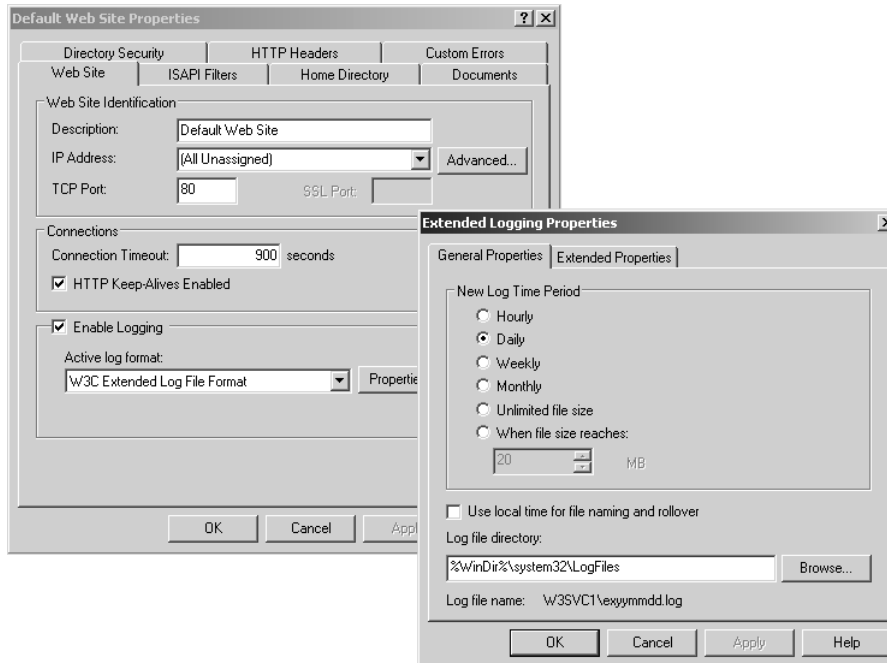 Default Web Site Properties
Directory Security HTTP Headers Custom Errors
Web Site ISAPI Filters Home Directory Documents
Web Site Identification
Description: Default Web Site
IP Address: (All Unassigned) Advanced...
TCP Port: 80 SSL Port:
Connections
Connection Timeout: 900 seconds
HTTP Keep-Alives Enabled
Enable Logging
Active log format:
W3C Extended Log File Format Propertie
OK Cancel Appl
Extended Logging Properties
General Properties Extended Properties
New Log Time Period
Hourly
Daily
Weekly
Monthly
Unlimited file size
When file size reaches:
20 MB
Use local time for file naming and rollover
Log file directory:
%WinDir%\system32\LogFiles Browse...
Log file name: W3SVC1\exyymmdd.log
OK Cancel Apply Help